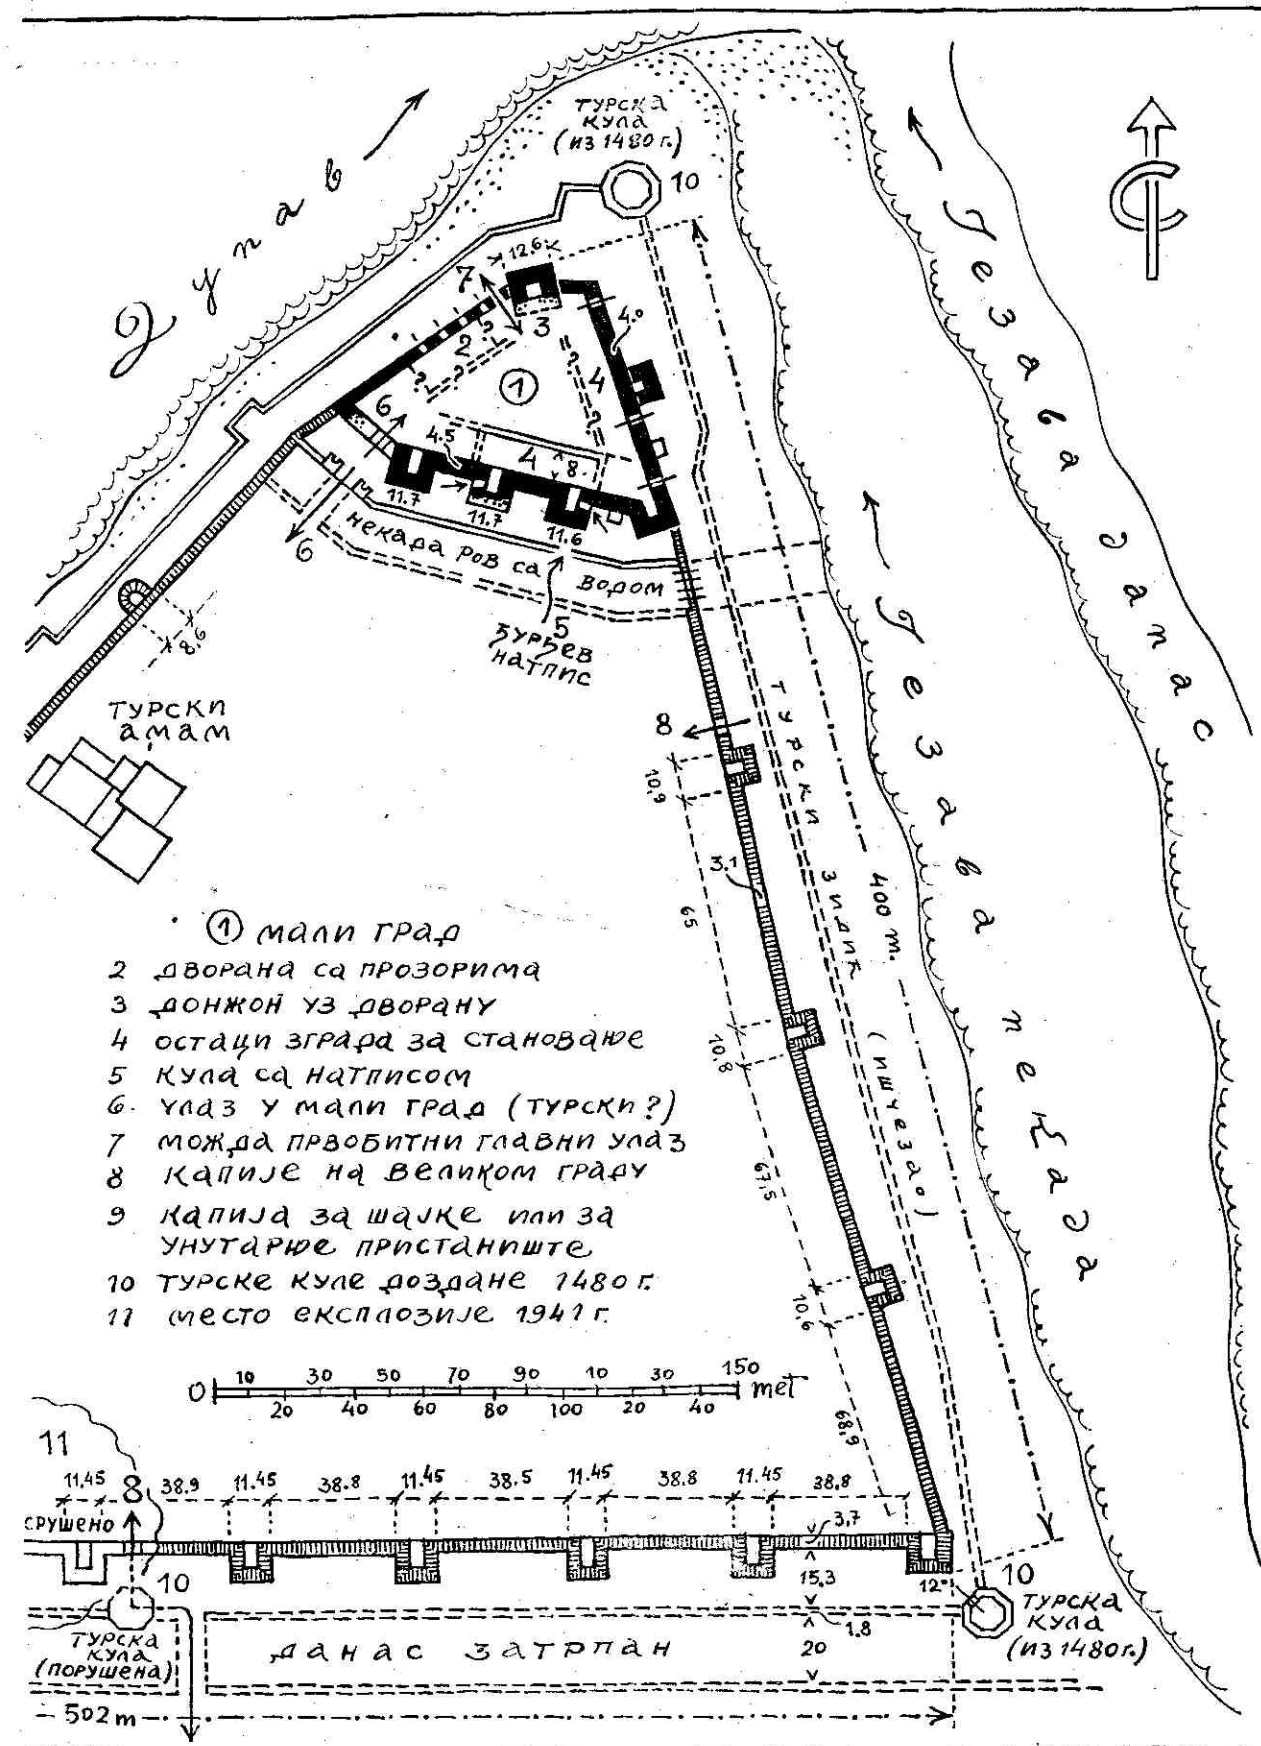 ТУРСКА
КУЛА
(ИЗ 1480 г.)
10
Дунав
Језава данас
С
12.6
7
3
2
4.0
1
4
6
4.5
4
8.
11.7
11.7
11.6
6
некада РОВ са ВОДОМ
5
ЂУРЂЕВ
НАТПИС
8.6
ТУРСКИ
АМАМ
Језава некада
8
10.9
ТУРСКИ ЗИДИЋ (ишчезао)
3.1
65
400 m.
10.8
67.5
10.6
68.9
1 МАЛИ ГРАД
2 ДВОРАНА СА ПРОЗОРИМА
3 ДОНЖОН УЗ ДВОРАНУ
4 ОСТАЦИ ЗГРАДА ЗА СТАНОВАЊЕ
5 КУЛА СА НАТПИСОМ
6. УЛАЗ У МАЛИ ГРАД (ТУРСКИ?)
7 МОЖДА ПРВОБИТНИ ГЛАВНИ УЛАЗ
8 КАПИЈЕ НА ВЕЛИКОМ ГРАДУ
9 КАПИЈА ЗА ШАЈКЕ ИЛИ ЗА
УНУТАРЊЕ ПРИСТАНИШТЕ
10 ТУРСКЕ КУЛЕ ДОЗДАНЕ 1480 г.
11 МЕСТО ЕКСПЛОЗИЈЕ 1941 г.
0 10 30 50 70 90 10 30 150 met
20 40 60 80 100 20 40
11
11.45 8 38.9 11.45 38.8 11.45 38.5 11.45 38.8 11.45 38.8
СРУШЕНО
3.7
10
15.3
12°
10
ТУРСКА
КУЛА
(ИЗ 1480 г.)
1.8
ТУРСКА
КУЛА
(ПОРУШЕНА)
ДАНАС ЗАТРПАН
20
502 m